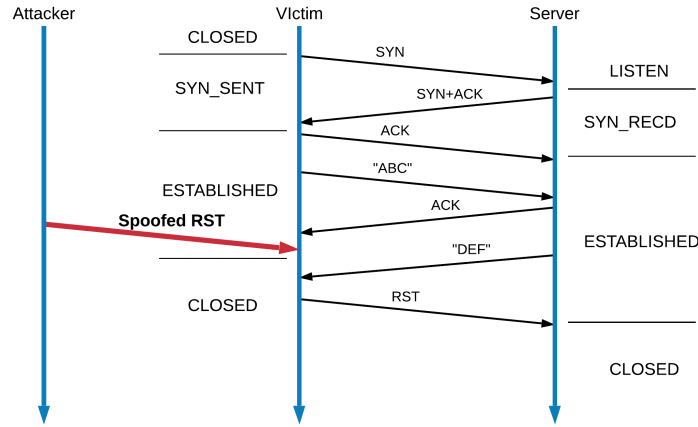 Attacker
VIctim
Server
CLOSED
SYN
LISTEN
SYN_SENT
SYN+ACK
SYN_RECD
ACK
"ABC"
ESTABLISHED
ACK
Spoofed RST
ESTABLISHED
"DEF"
CLOSED
RST
CLOSED